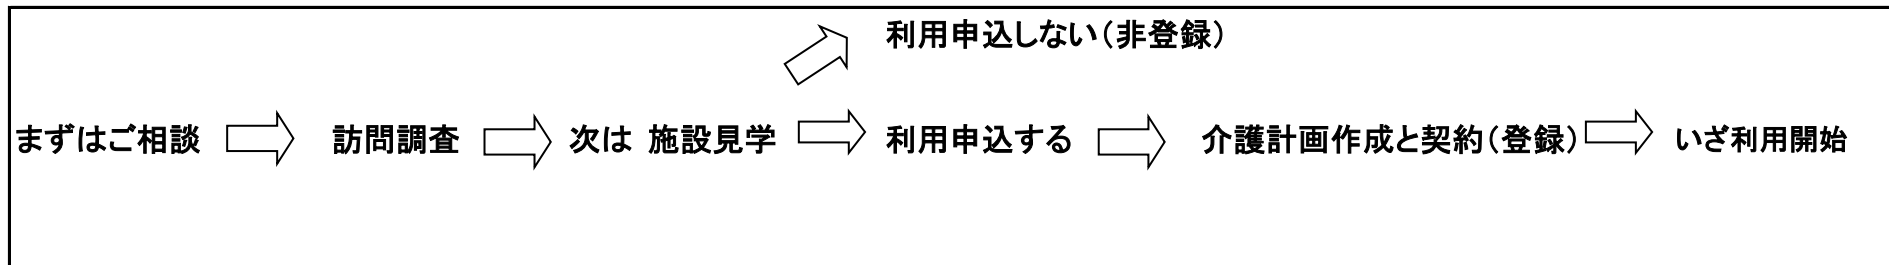 利用申込しない(非登録)
まずはご相談 訪問調査 次は 施設見学 利用申込する 介護計画作成と契約(登録) いざ利用開始